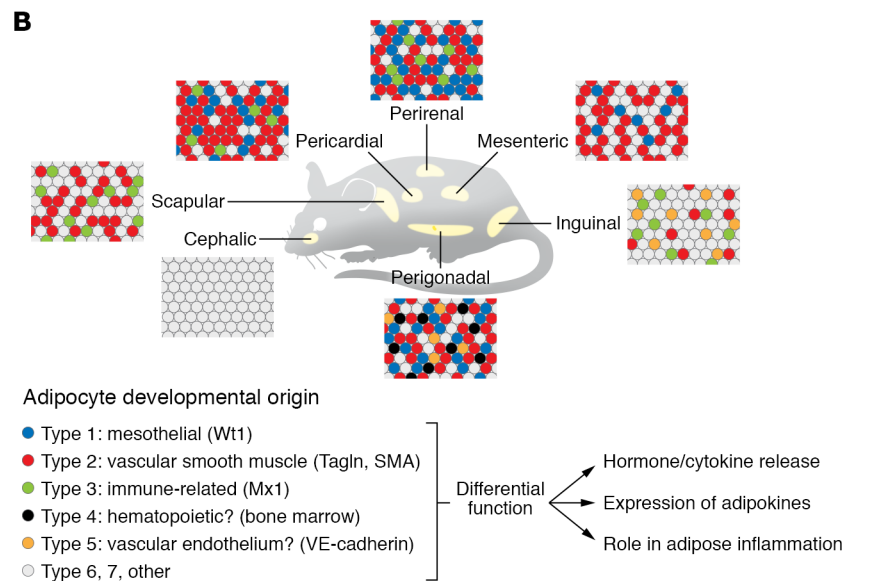 B
Perirenal
Pericardial
Mesenteric
Scapular
Inguinal
Cephalic
Perigonadal
Adipocyte developmental origin
Type 1: mesothelial (Wt1)
Type 2: vascular smooth muscle (Tagln, SMA)
Type 3: immune-related (Mx1)
Type 4: hematopoietic? (bone marrow)
Type 5: vascular endothelium? (VE-cadherin)
Type 6, 7, other
Differential
function
Hormone/cytokine release
Expression of adipokines
Role in adipose inflammation